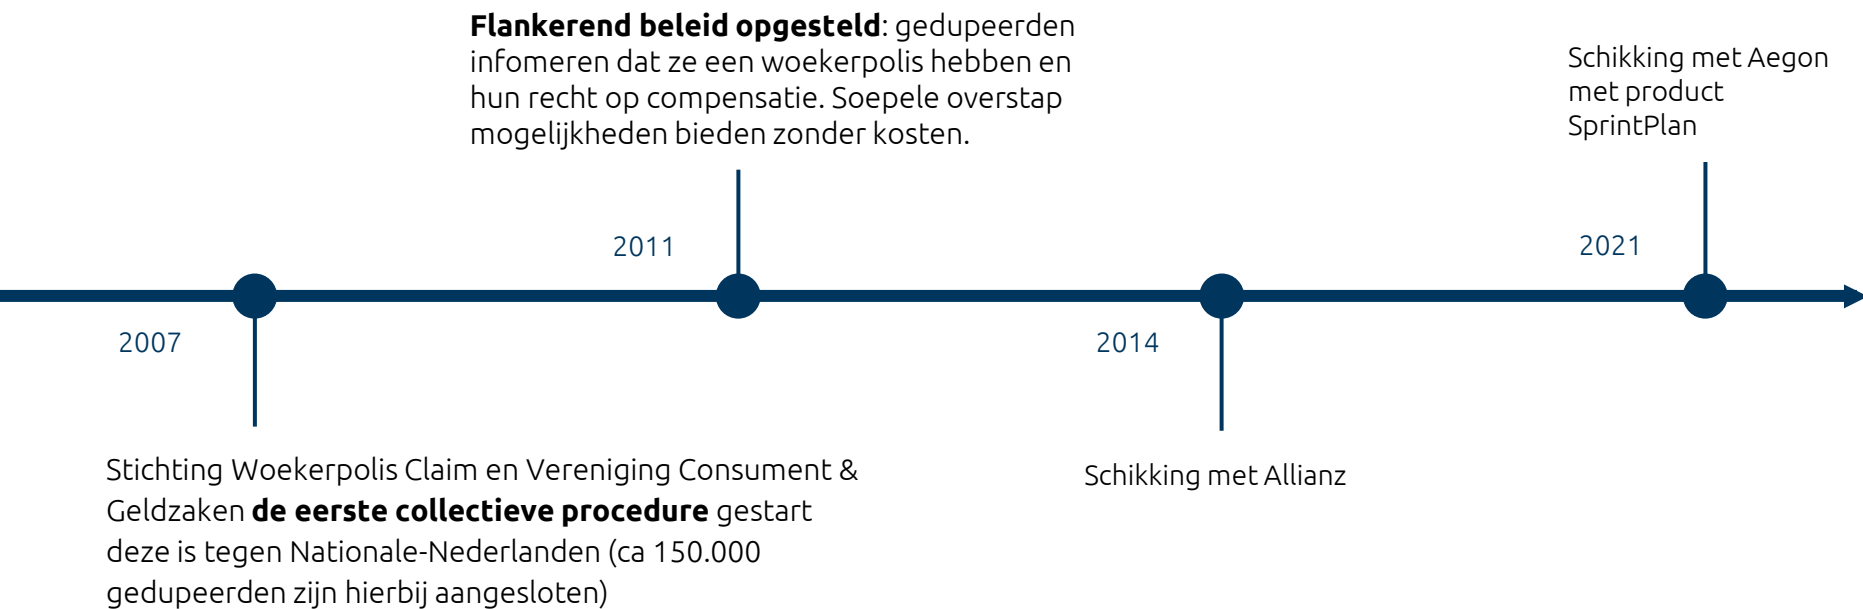 Flankerend beleid opgesteld: gedupeerden
infomeren dat ze een woekerpolis hebben en
hun recht op compensatie. Soepele overstap
mogelijkheden bieden zonder kosten.
Schikking met Aegon
met product
SprintPlan
2011
2021
2007
2014
Stichting Woekerpolis Claim en Vereniging Consument &
Geldzaken de eerste collectieve procedure gestart
deze is tegen Nationale-Nederlanden (ca 150.000
gedupeerden zijn hierbij aangesloten)
Schikking met Allianz